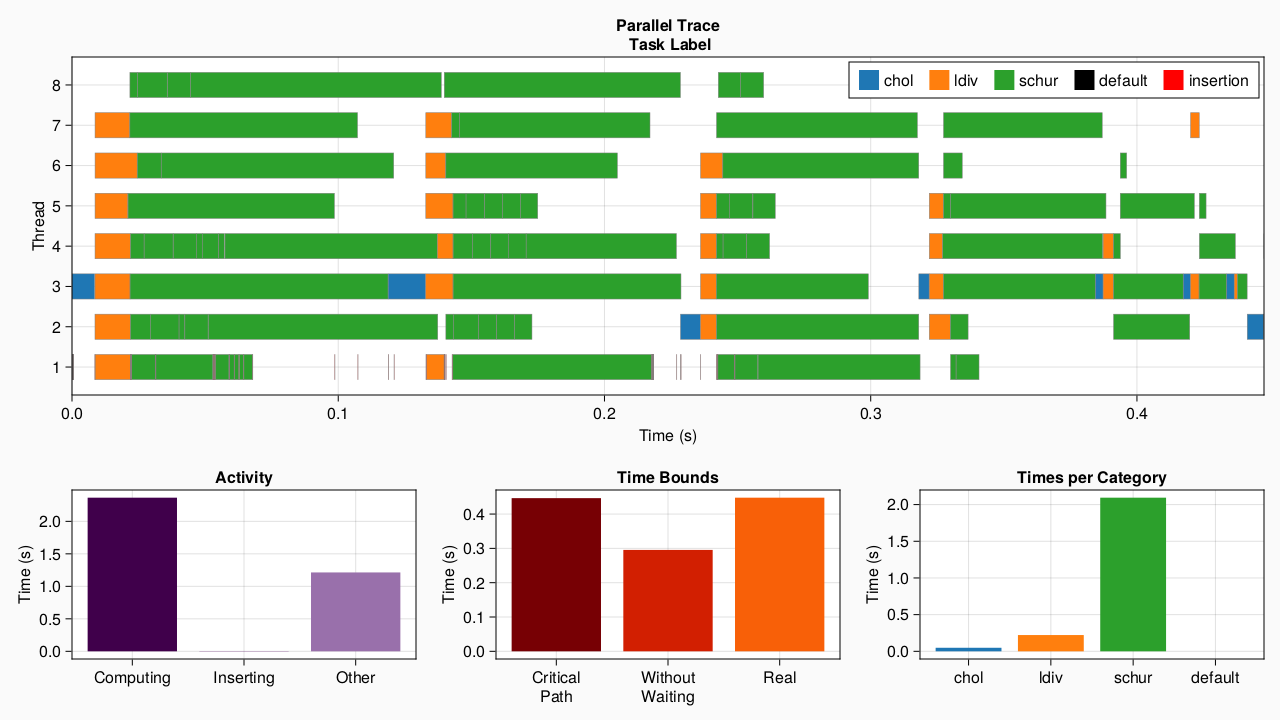 Parallel Trace
Task Label
chol ldiv schur default insertion
Thread
8
7
6
5
4
3
2
1
0.0 0.1 0.2 0.3 0.4
Time (s)
Activity
Time (s)
2.0
1.5
1.0
0.5
0.0
Computing Inserting Other
Time Bounds
Time (s)
0.4
0.3
0.2
0.1
0.0
Critical
Path
Without
Waiting
Real
Times per Category
Time (s)
2.0
1.5
1.0
0.5
0.0
chol ldiv schur default